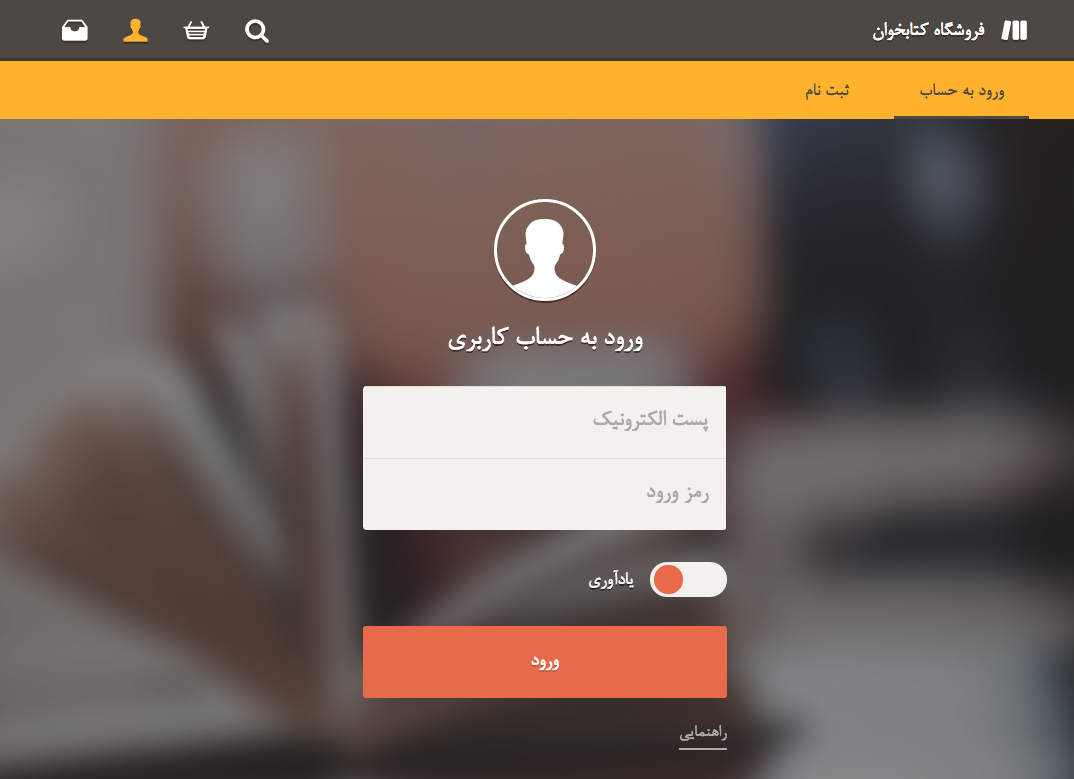 فروشگاه کتابخوان
ورود به حساب
ثبت نام
ورود به حساب کاربری
پست الکترونیک
رمز ورود
یادآوری
ورود
راهنمایی